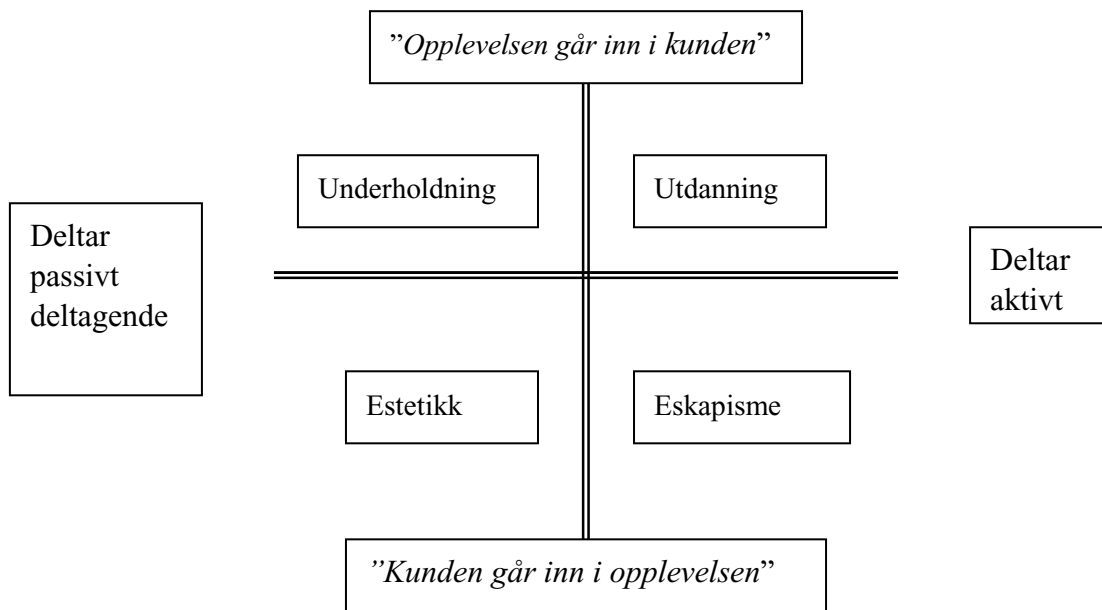 ”Opplevelsen går inn i kunden”
Underholdning
Utdanning
Deltar
passivt
deltagende
Deltar
aktivt
Estetikk
Eskapisme
”Kunden går inn i opplevelsen”